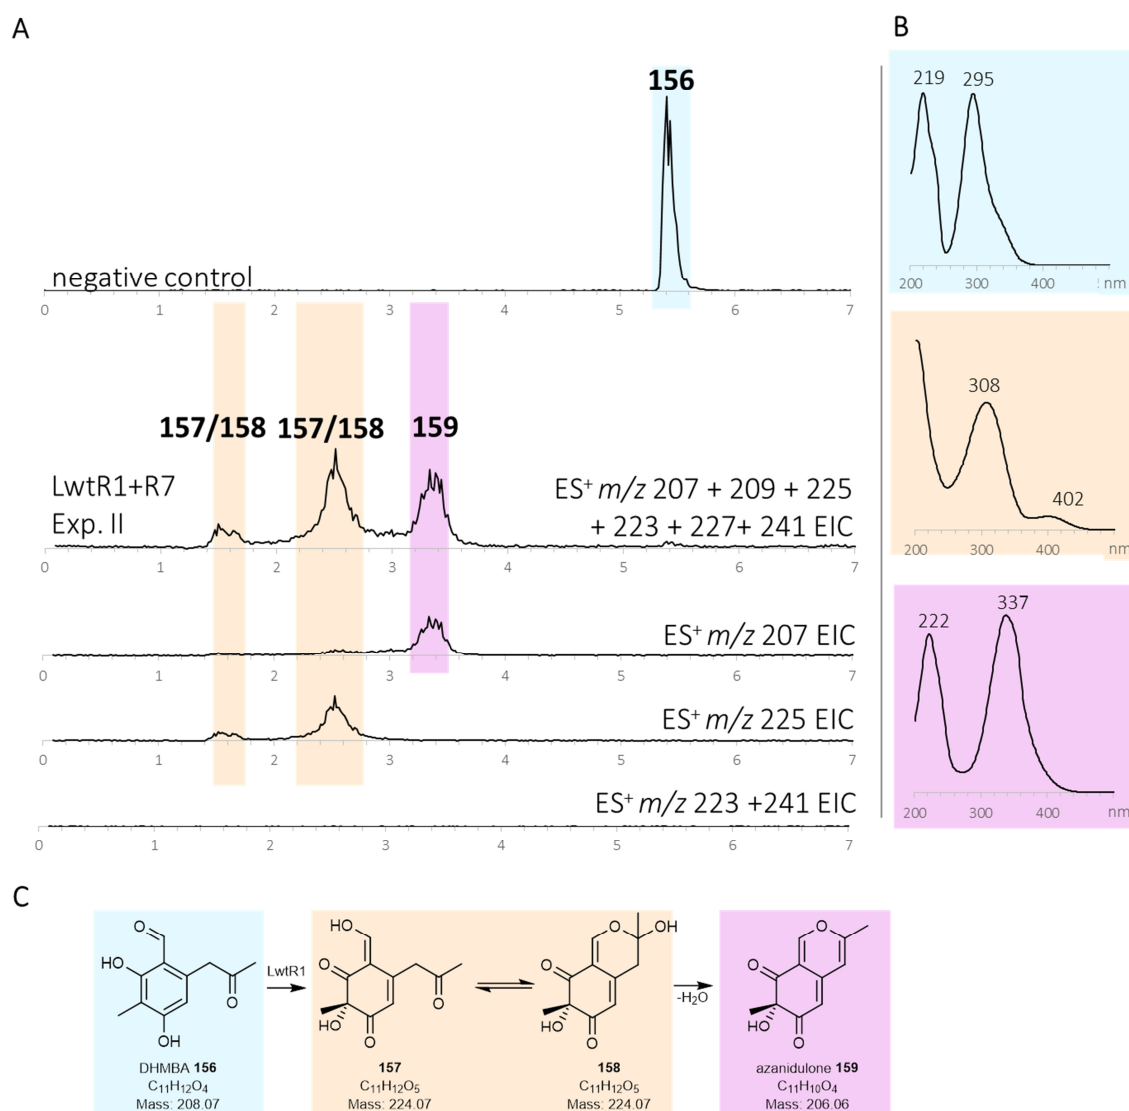 A
B
156
219 295
negative control
0 1 2 3 4 5 6 7
200 300 400 nm
308
402
157/158 157/158 159
LwtR1+R7
Exp. II
ES+ m/z 207 + 209 + 225
+ 223 + 227+ 241 EIC
200 300 400 nm
0 1 2 3 4 5 6 7
222 337
ES+ m/z 207 EIC
0 1 2 3 4 5 6 7
ES+ m/z 225 EIC
0 1 2 3 4 5 6 7
200 300 400 nm
ES+ m/z 223 +241 EIC
0 1 2 3 4 5 6 7
C
O
HO
O
OH
LwtR1
HO
O
O
HO
O
O
OH
O
HO
O
-H2O
O
O
HO
O
DHMBA 156
C11H12O4
Mass: 208.07
157
C11H12O5
Mass: 224.07
158
C11H12O5
Mass: 224.07
azanidulone 159
C11H10O4
Mass: 206.06